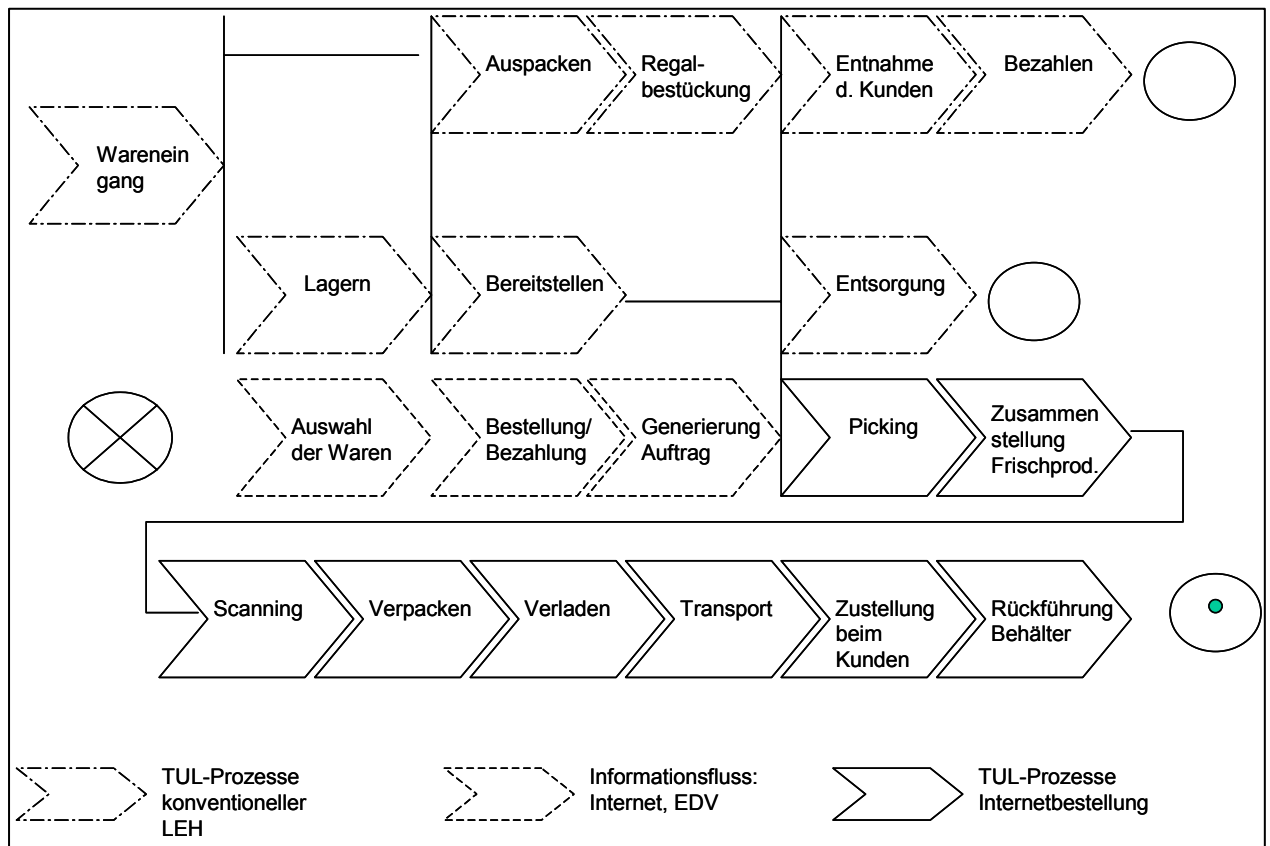 Auspacken
Regal-
bestückung
Entnahme
d. Kunden
Bezahlen
Warenein
gang
Lagern
Bereitstellen
Entsorgung
Auswahl
der Waren
Bestellung/
Bezahlung
Generierung
Auftrag
Picking
Zusammen
stellung
Frischprod.
Scanning
Verpacken
Verladen
Transport
Zustellung
beim
Kunden
Rückführung
Behälter
TUL-Prozesse
konventioneller
LEH
Informationsfluss:
Internet, EDV
TUL-Prozesse
Internetbestellung